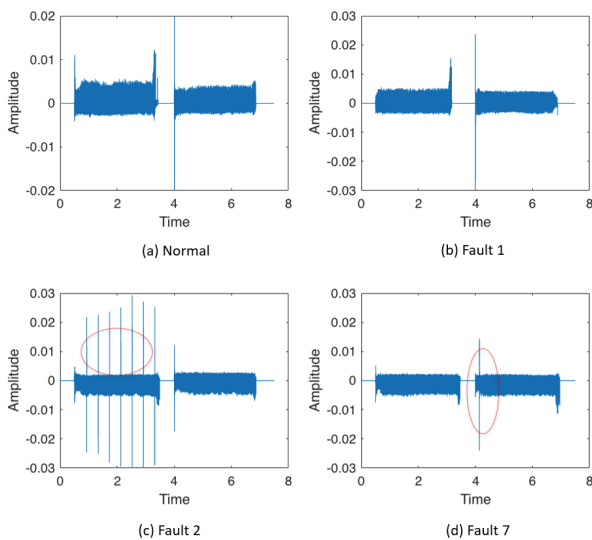 0.02
0.01
0
-0.01
-0.02
Amplitude
0 2 4 6 8
Time
(a) Normal
0.03
0.02
0.01
0
-0.01
-0.02
-0.03
Amplitude
0 2 4 6 8
Time
(b) Fault 1
0.03
0.02
0.01
0
-0.01
-0.02
-0.03
Amplitude
0 2 4 6 8
Time
(c) Fault 2
0.03
0.02
0.01
0
-0.01
-0.02
-0.03
Amplitude
0 2 4 6 8
Time
(d) Fault 7